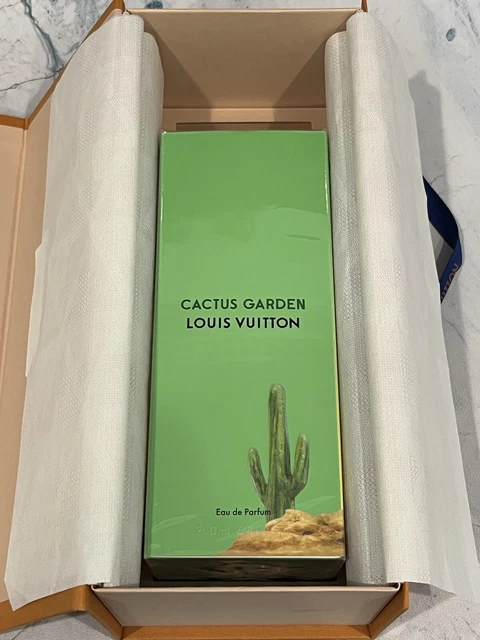 CACTUS GARDEN
LOUIS VUITTON
Eau de Parfum